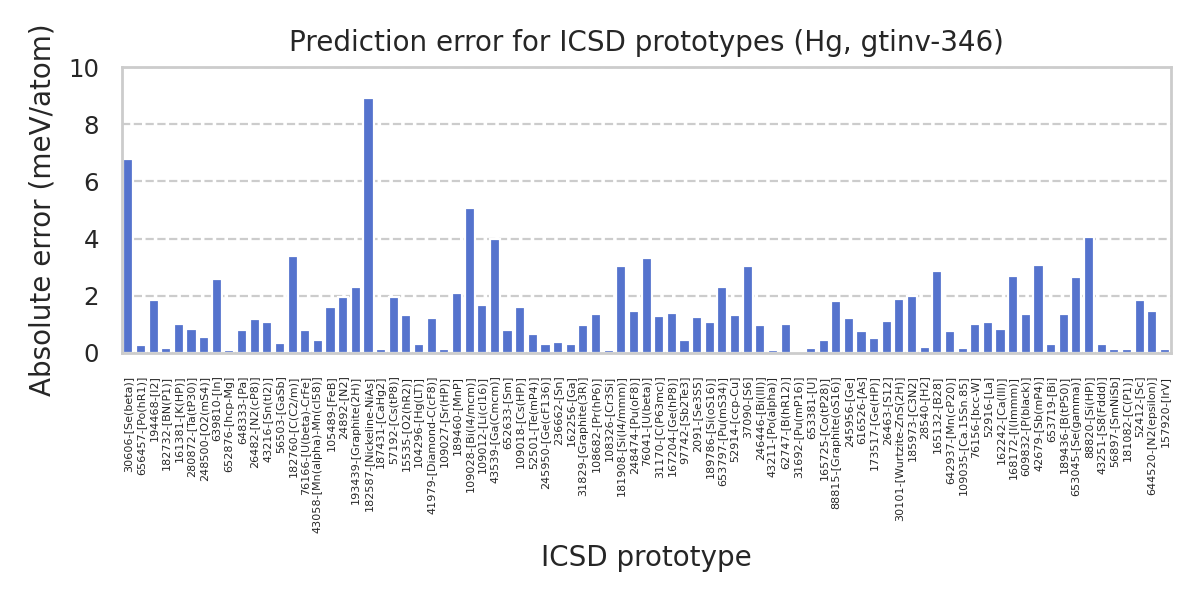 Prediction error for ICSD prototypes (Hg, gtinv-346)
Absolute error (meV/atom)
10
8
6
4
2
0
30606-[Se(beta)]
656457-[Po(hR1)]
194468-[I2]
182732-[BN(P1)]
161381-[K(HP)]
280872-[Ta(tP30)]
248500-[O2(mS4)]
639810-[In]
652876-[hcp-Mg]
648333-[Pa]
26482-[N2(cP8)]
43216-[Sn(tI2)]
52501-[Te(mP4)]
5603-[GaSb]
182760-[C(C2/m)]
76166-[U(beta)-CrFe]
43058-[Mn(alpha)-Mn(cI58)]
105489-[FeB]
24892-[N2]
193439-[Graphite(2H)]
182587-[Nickeline-NiAs]
187431-[CaHg2]
57192-[Cs(tP8)]
15535-[O2(hR2)]
104296-[Hg(LT)]
41979-[Diamond-C(cF8)]
109027-[Sr(HP)]
189460-[MnP]
109028-[Bi(I4/mcm)]
109012-[Li(cI16)]
43539-[Ga(Cmcm)]
652633-[Sm]
109018-[Cs(HP)]
245950-[Ge(cF136)]
236662-[Sn]
162256-[Ga]
31829-[Graphite(3R)]
108682-[Pr(hP6)]
108326-[Cr3Si]
181908-[Si(I4/mmm)]
248474-[Pu(oF8)]
76041-[U(beta)]
31170-[C(P63mc)]
167204-[Ge(hP8)]
97742-[Sb2Te3]
2091-[Se3S5]
189786-[Si(oS16)]
653797-[Pu(mS34)]
52914-[ccp-Cu]
37090-[S6]
246446-[Bi(III)]
43211-[Po(alpha)]
62747-[B(hR12)]
31692-[P(mP16)]
653381-[U]
165725-[Co(tP28)]
88815-[Graphite(oS16)]
245956-[Ge]
616526-[As]
173517-[Ge(HP)]
26463-[S12]
30101-[Wurtzite-ZnS(2H)]
185973-[C3N2]
28540-[H2]
165132-[B28]
642937-[Mn(cP20)]
109035-[Ca.15Sn.85]
76156-[bcc-W]
52916-[La]
162242-[Ca(III)]
168172-[I(Immm)]
609832-[P(black)]
42679-[Sb(mP4)]
653719-[Bi]
189436-[B(tP50)]
653045-[Se(gamma)]
88820-[Si(HP)]
43251-[S8(Fddd)]
56897-[SmNiSb]
181082-[C(P1)]
52412-[Sc]
644520-[N2(epsilon)]
157920-[IrV]
ICSD prototype